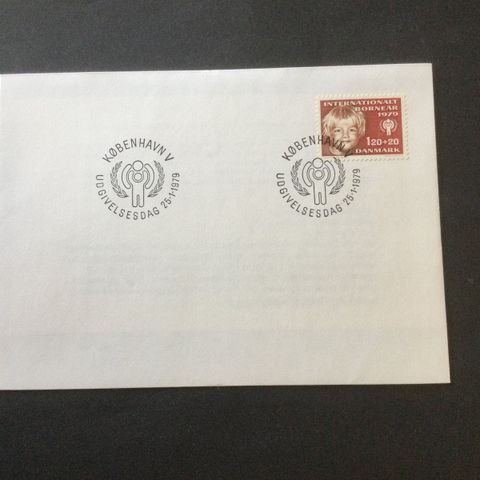 INTERNATIONALT
BØRNEÅR
1979
1.20+20
DANMARK
KØBENHAVN V
UDGIVELSESDAG 25·1·1979
KØBENHAVN V
UDGIVELSESDAG 25·1·1979